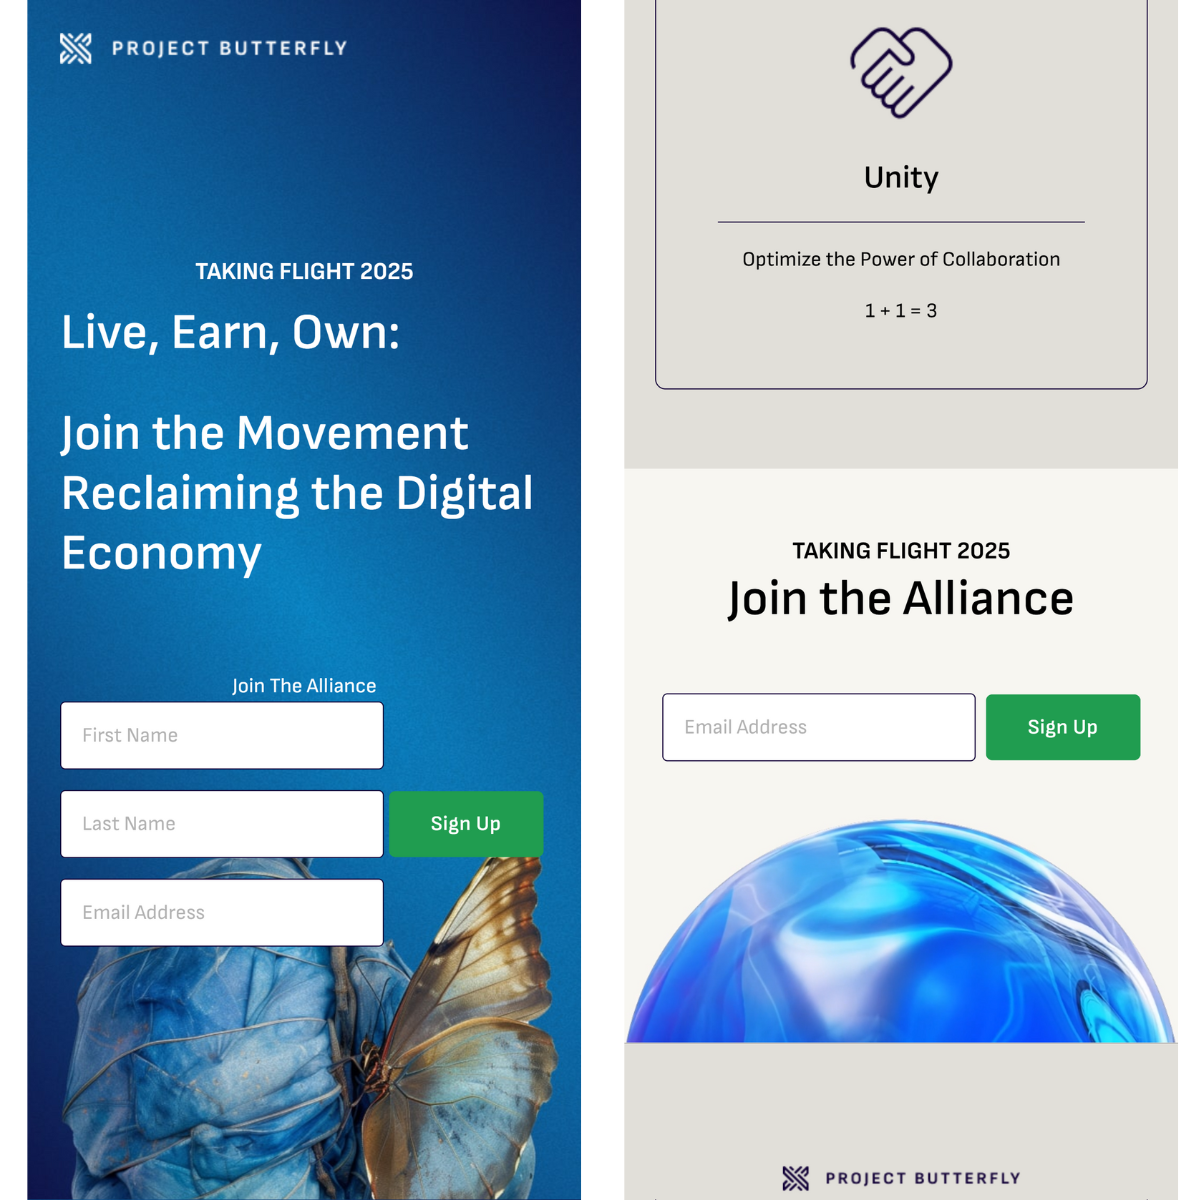 PROJECT BUTTERFLY
TAKING FLIGHT 2025
Live, Earn, Own:
Join the Movement
Reclaiming the Digital
Economy
Join The Alliance
First Name
Last Name
Sign Up
Email Address
Unity
Optimize the Power of Collaboration
1 + 1 = 3
TAKING FLIGHT 2025
Join the Alliance
Email Address
Sign Up
PROJECT BUTTERFLY